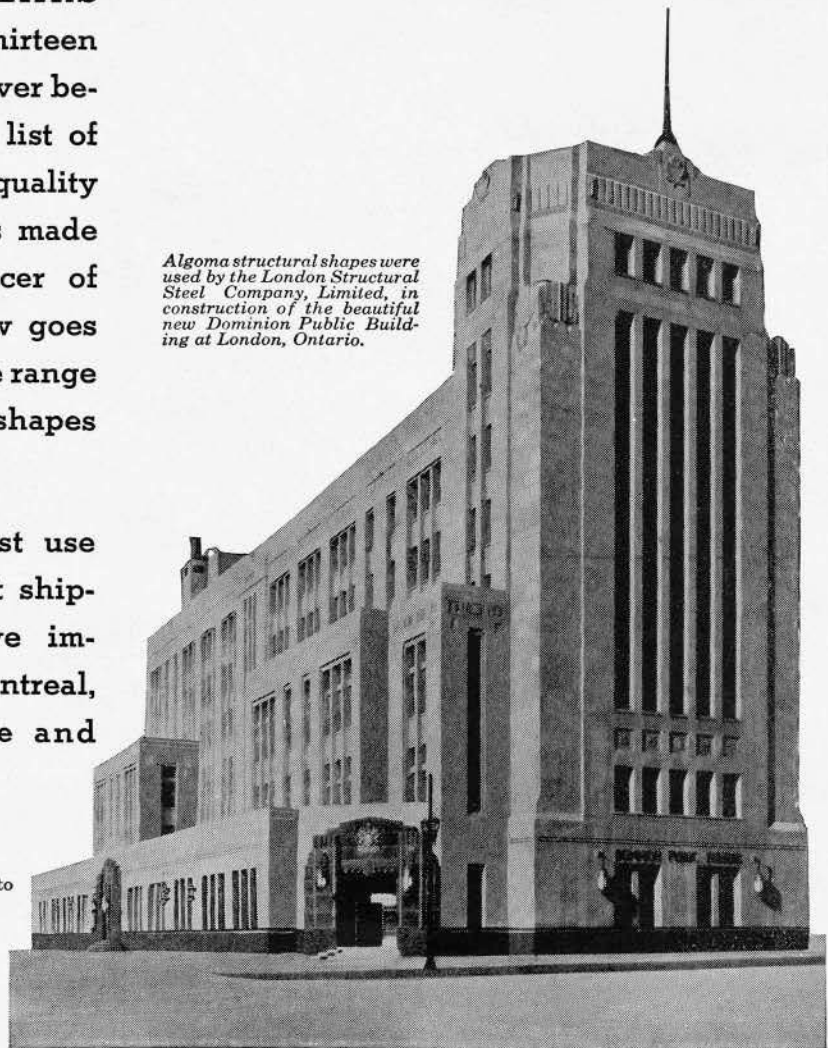 hirteen
ver be-
list of
quality
s made
cer of
w goes
e range
shapes
st use
t ship-
e im-
ntreal,
e and
to
Algoma structural shapes were
used by the London Structural
Steel Company, Limited, in
construction of the beautiful
new Dominion Public Build-
ing at London, Ontario.
DOMINION PUBLIC BUILDING